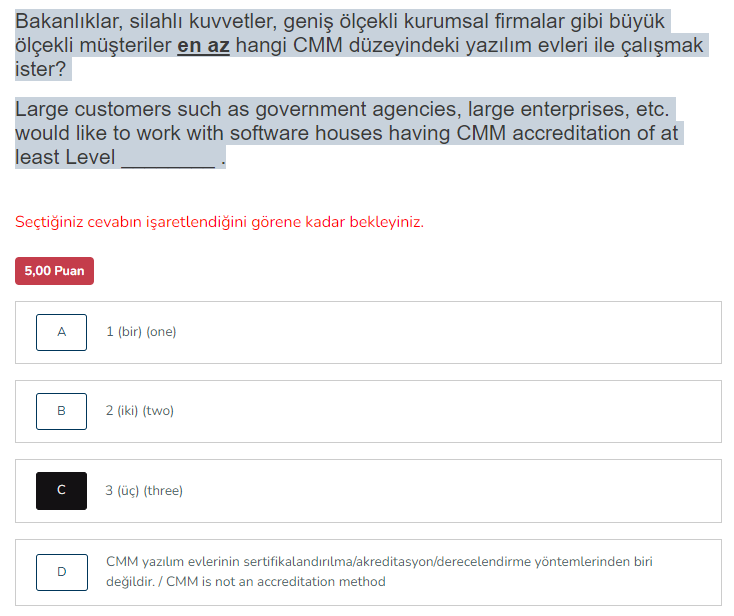 Bakanlıklar, silahlı kuvvetler, geniş ölçekli kurumsal firmalar gibi büyük
ölçekli müşteriler en az hangi CMM düzeyindeki yazılım evleri ile çalışmak
ister?
Large customers such as government agencies, large enterprises, etc.
would like to work with software houses having CMM accreditation of at
least Level _________ .
Seçtiğiniz cevabın işaretlendiğini görene kadar bekleyiniz.
5,00 Puan
A 1 (bir) (one)
B 2 (iki) (two)
C 3 (üç) (three)
D CMM yazılım evlerinin sertifikalandırılma/akreditasyon/derecelendirme yöntemlerinden biri
değildir. / CMM is not an accreditation method